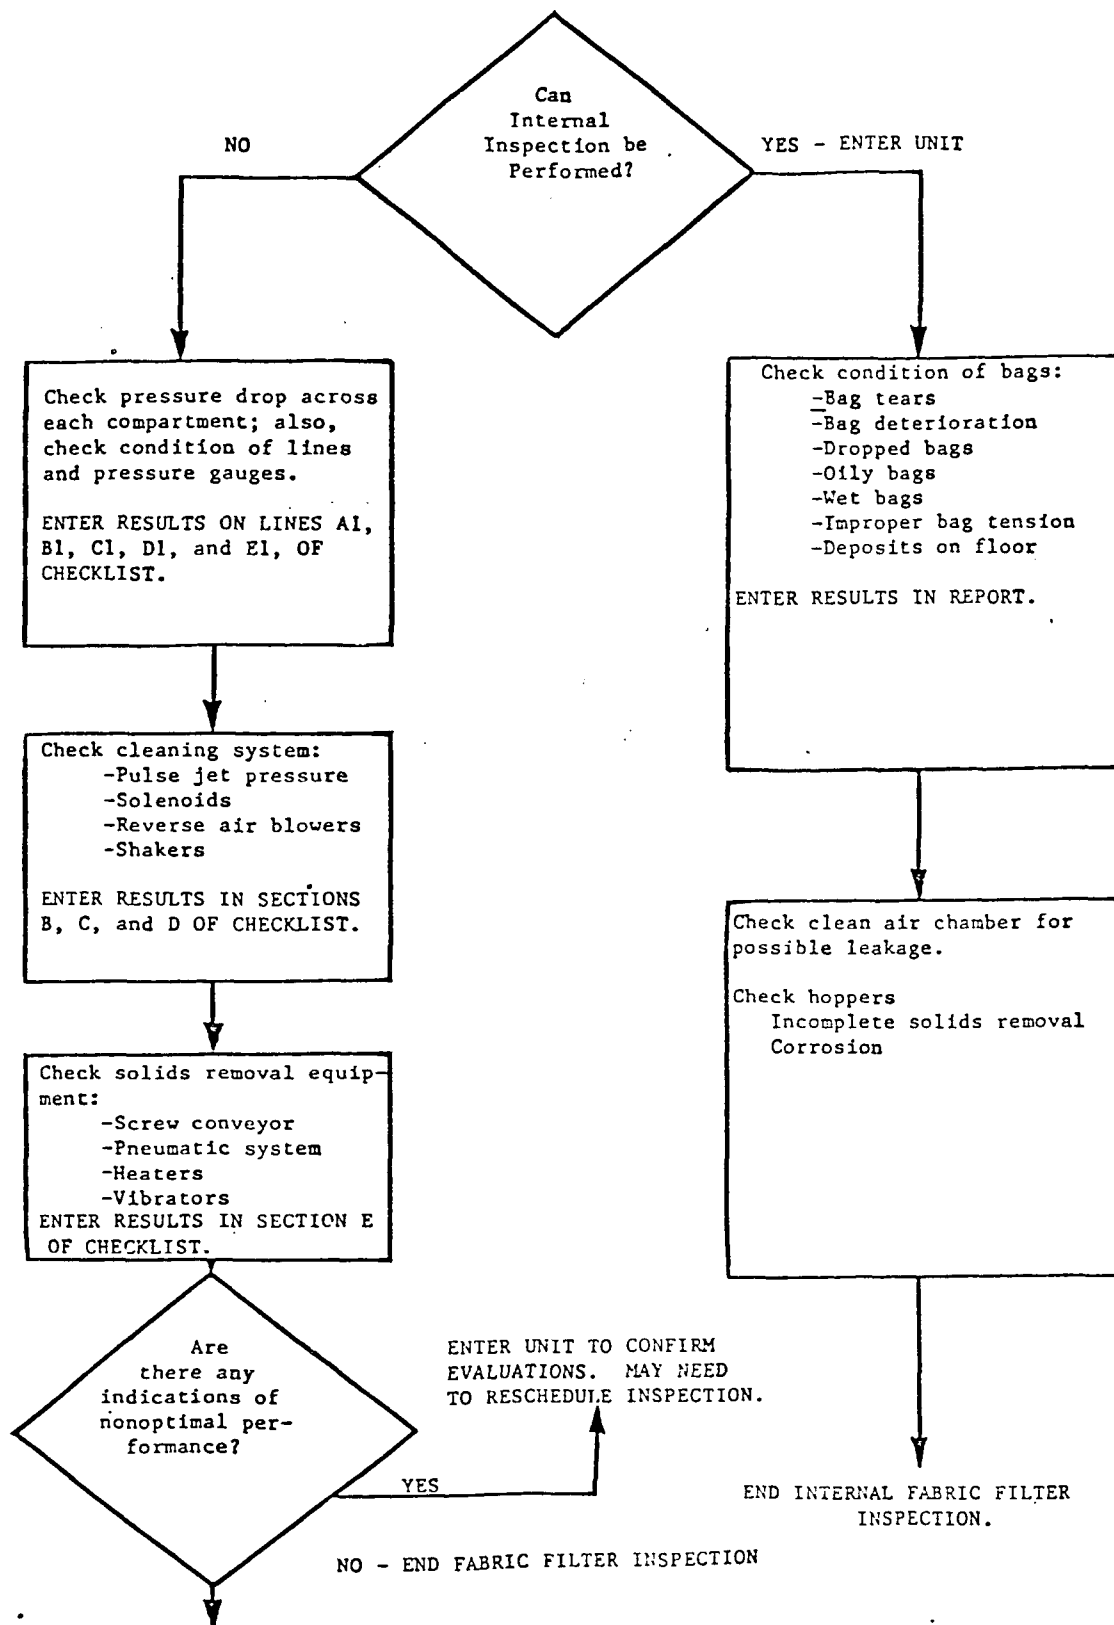 Can
Internal
Inspection be
Performed?
NO
YES - ENTER UNIT
Check pressure drop across
each compartment; also,
check condition of lines
and pressure gauges.
ENTER RESULTS ON LINES A1,
B1, C1, D1, and E1, OF
CHECKLIST.
Check cleaning system:
-Pulse jet pressure
-Solenoids
-Reverse air blowers
-Shakers
ENTER RESULTS IN SECTIONS
B, C, and D OF CHECKLIST.
Check solids removal equip-
ment:
-Screw conveyor
-Pneumatic system
-Heaters
-Vibrators
ENTER RESULTS IN SECTION E
OF CHECKLIST.
Are
there any
indications of
nonoptimal per-
formance?
YES
ENTER UNIT TO CONFIRM
EVALUATIONS. MAY NEED
TO RESCHEDULE INSPECTION.
NO - END FABRIC FILTER INSPECTION
Check condition of bags:
-Bag tears
-Bag deterioration
-Dropped bags
-Oily bags
-Wet bags
-Improper bag tension
-Deposits on floor
ENTER RESULTS IN REPORT.
Check clean air chamber for
possible leakage.
Check hoppers
Incomplete solids removal
Corrosion
END INTERNAL FABRIC FILTER
INSPECTION.